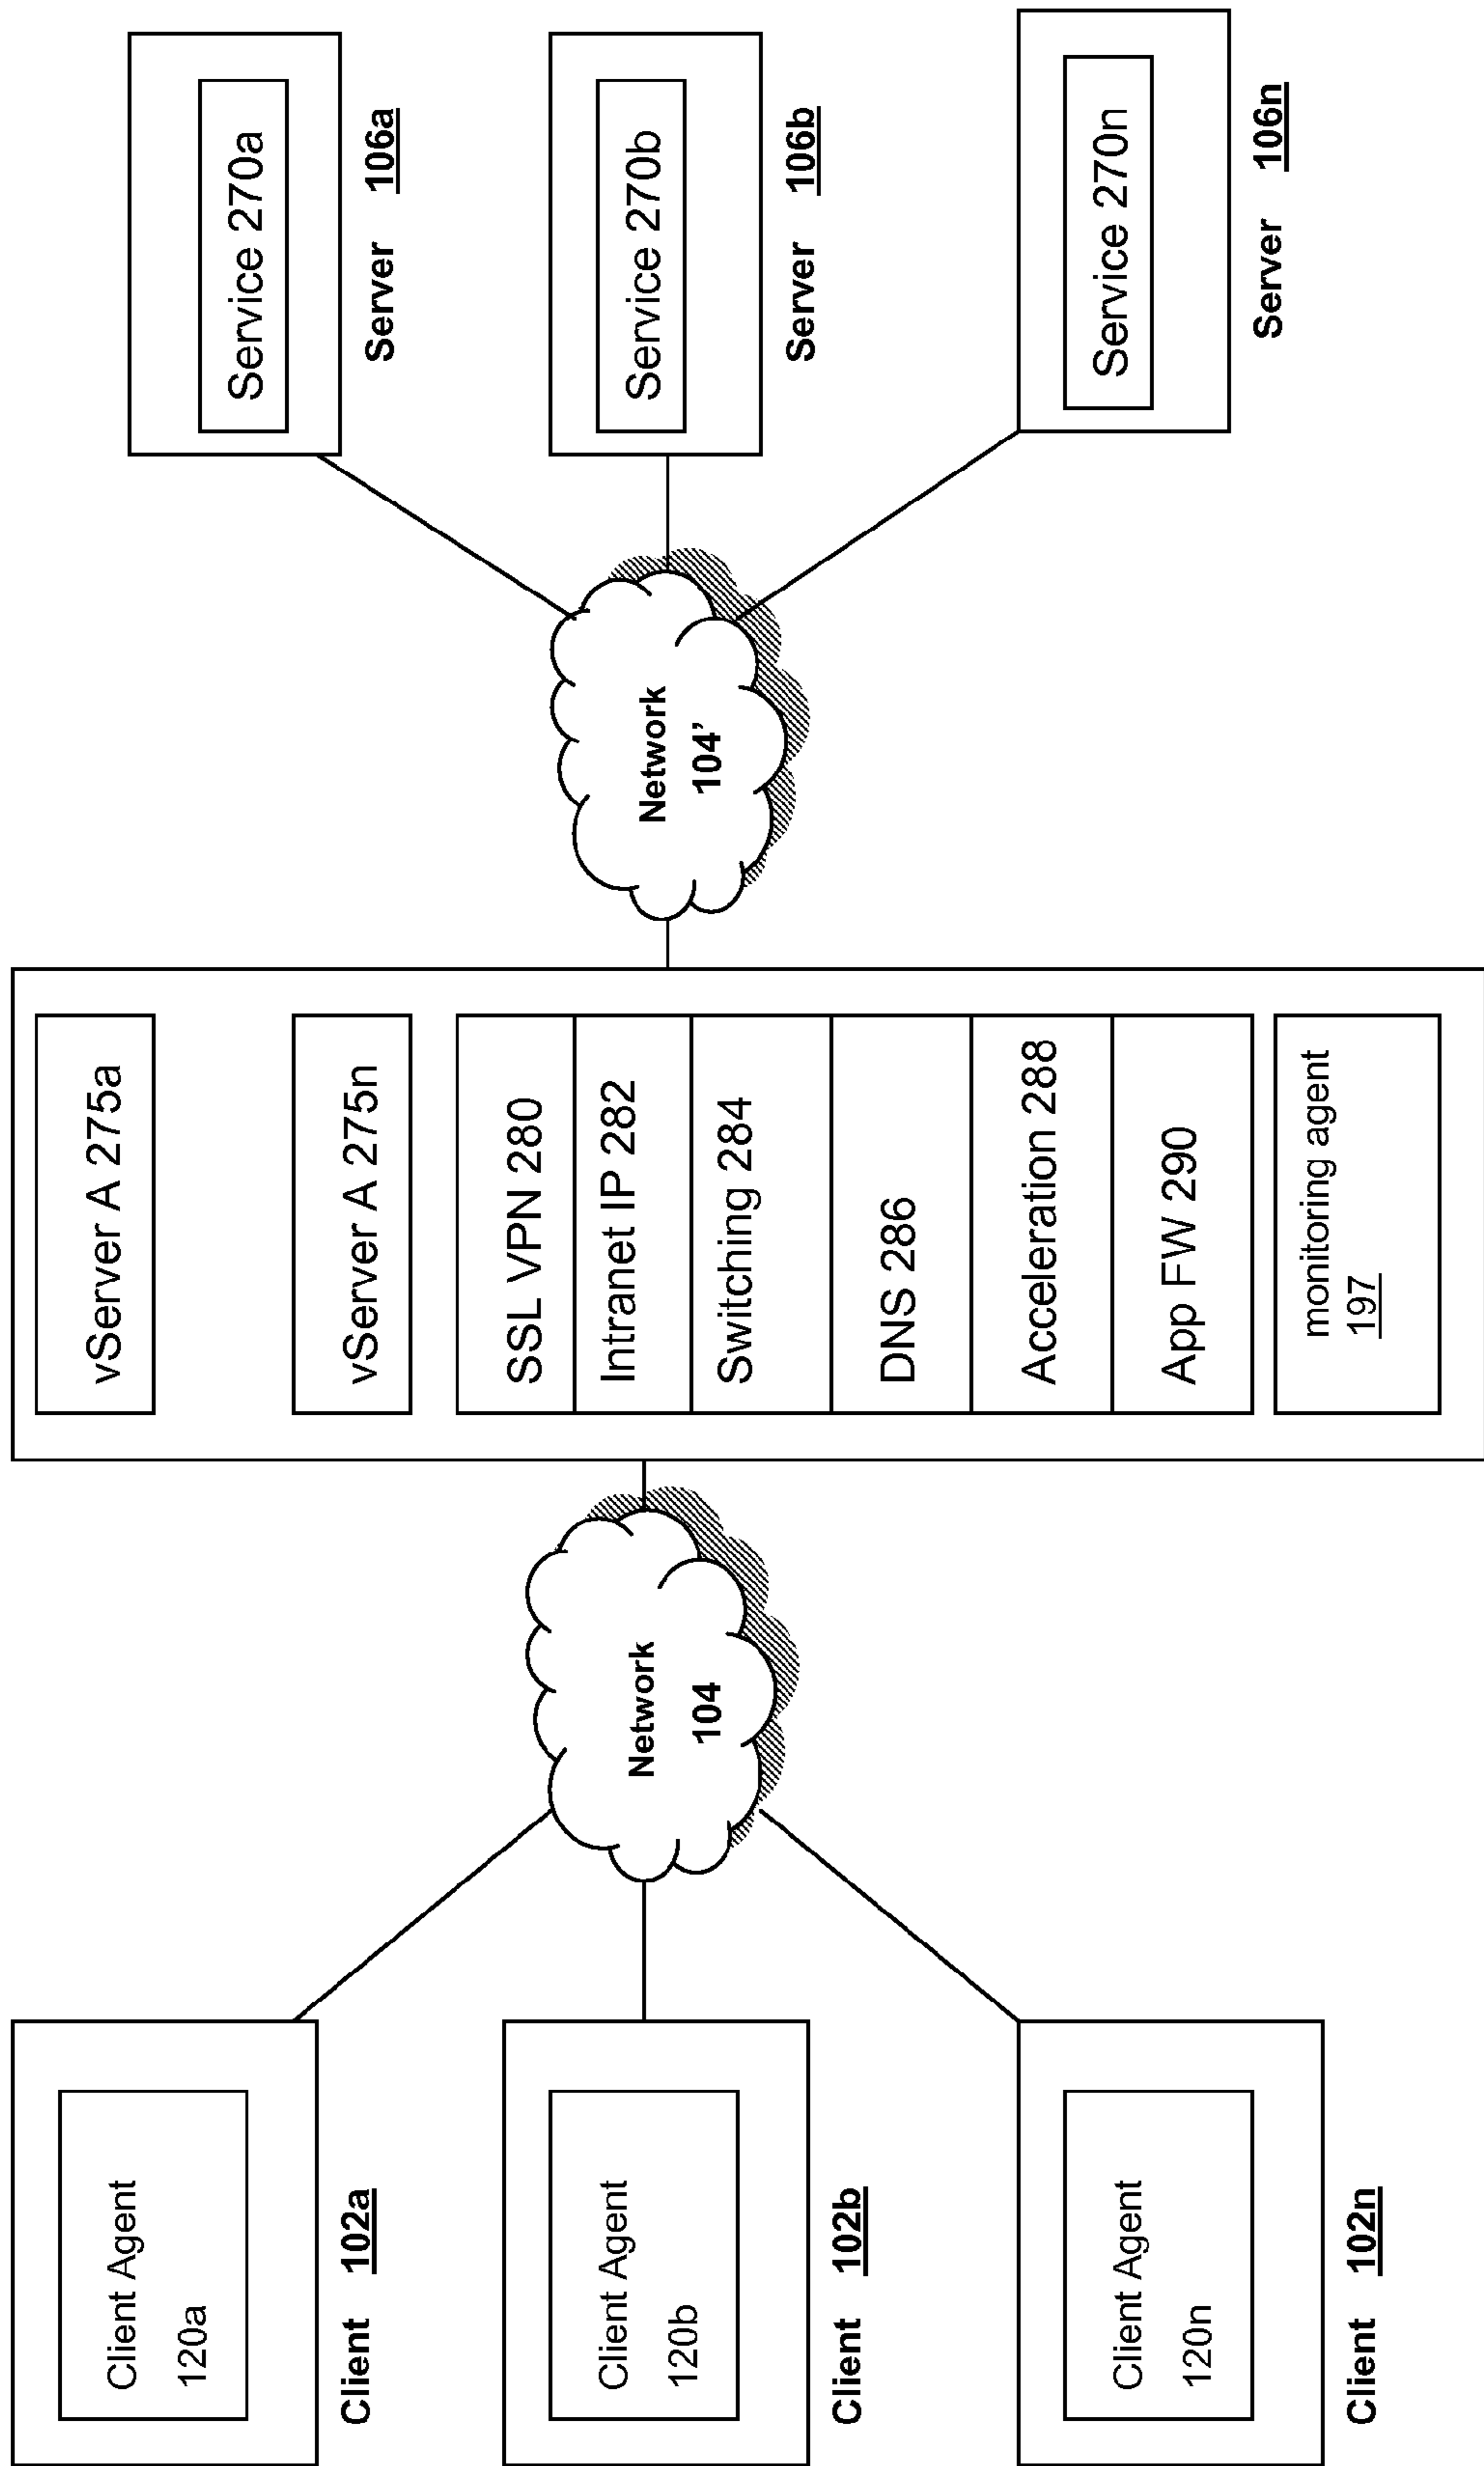 Client Agent
120a
Client 102a
Client Agent
120b
Client 102b
Client Agent
120n
Client 102n
Network
104
vServer A 275a
vServer A 275n
SSL VPN 280
Intranet IP 282
Switching 284
DNS 286
Acceleration 288
App FW 290
monitoring agent
197
Network
104’
Service 270a
Server 106a
Service 270b
Server 106b
Service 270n
Server 106n